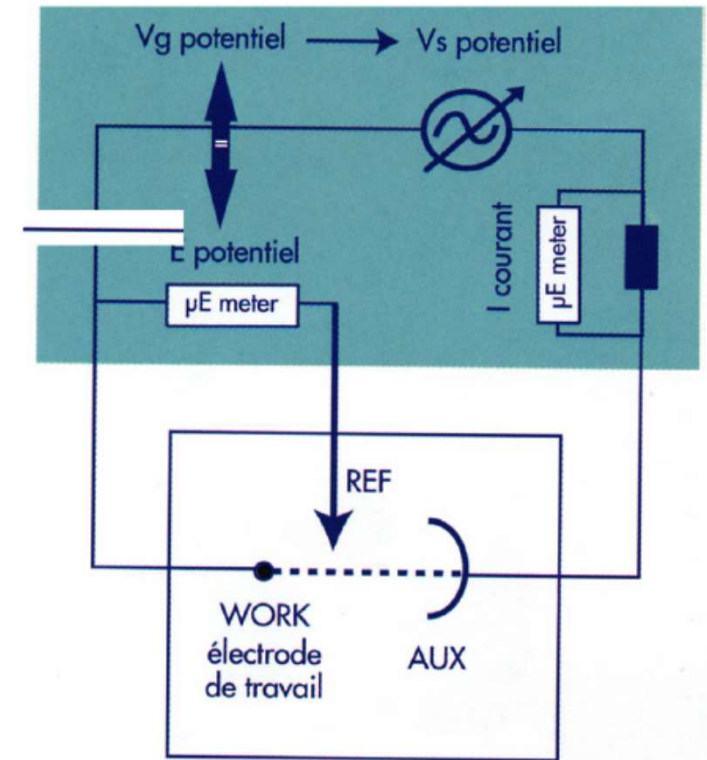 Vg potentiel → Vs potentiel
=
E potentiel
µE meter
I courant
µE meter
REF
WORK
électrode
de travail
AUX